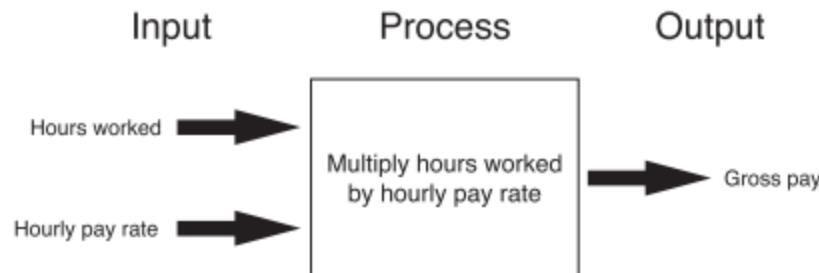 Input
Process
Output
Hours worked
Hourly pay rate
Multiply hours worked
by hourly pay rate
Gross pay